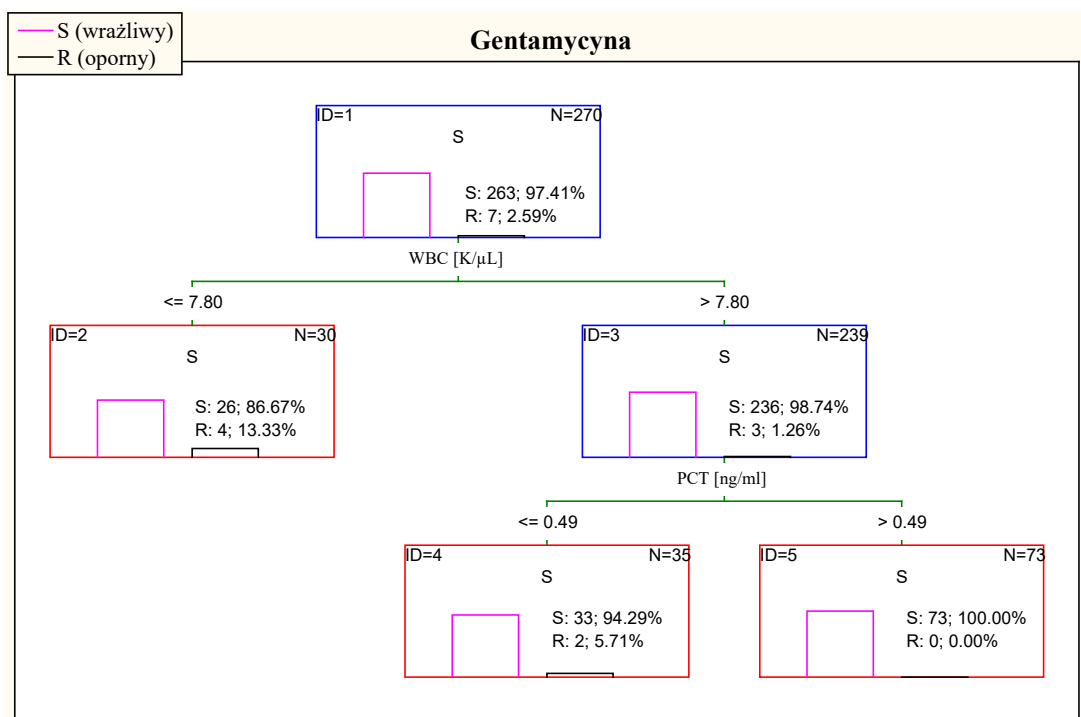 S (wrażliwy)
R (oporny)
Gentamycyna
ID=1 N=270
S
S: 263; 97.41%
R: 7; 2.59%
WBC [K/µL]
<= 7.80 > 7.80
ID=2 N=30
S
S: 26; 86.67%
R: 4; 13.33%
ID=3 N=239
S
S: 236; 98.74%
R: 3; 1.26%
PCT [ng/ml]
<= 0.49 > 0.49
ID=4 N=35
S
S: 33; 94.29%
R: 2; 5.71%
ID=5 N=73
S
S: 73; 100.00%
R: 0; 0.00%